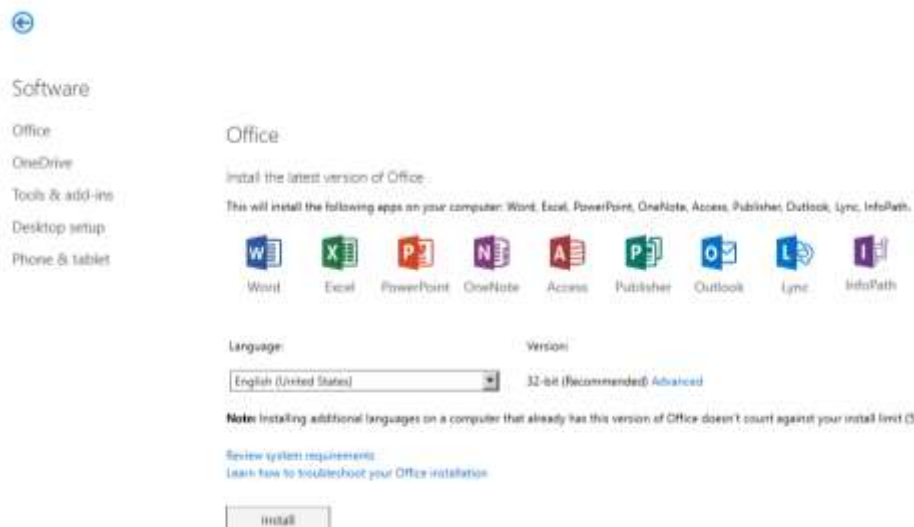 Software
Office
OneDrive
Tools & add-ins
Desktop setup
Phone & tablet
Office
Install the latest version of Office
This will install the following apps on your computer: Word, Excel, PowerPoint, OneNote, Access, Publisher, Outlook, Lync, InfoPath.
W X P N A P O L I
Word Excel PowerPoint OneNote Access Publisher Outlook Lync InfoPath
Language: Version:
English (United States) 32-bit (Recommended) Advanced
Note: Installing additional languages on a computer that already has this version of Office doesn't count against your install limit (5
Review system requirements
Learn how to troubleshoot your Office installation
Install